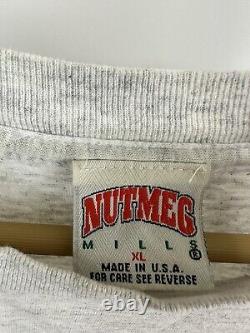 NUTMEG
MILLS®
XL
MADE IN U.S.A.
FOR CARE SEE REVERSE